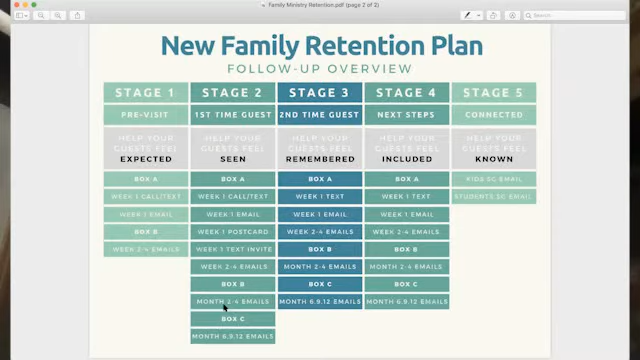 Family Ministry Retention.pdf (page 2 of 2)
Search
New Family Retention Plan
FOLLOW-UP OVERVIEW
STAGE 1
PRE-VISIT
HELP YOUR
GUESTS FEEL
EXPECTED
BOX A
WEEK 1 CALL/TEXT
WEEK 1 EMAIL
BOX B
WEEK 2-4 EMAILS
STAGE 2
1ST TIME GUEST
HELP YOUR
GUESTS FEEL
SEEN
BOX A
WEEK 1 CALL/TEXT
WEEK 1 EMAIL
WEEK 1 POSTCARD
WEEK 1 TEXT INVITE
WEEK 2-4 EMAILS
BOX B
MONTH 2-4 EMAILS
BOX C
MONTH 6,9,12 EMAILS
STAGE 3
2ND TIME GUEST
HELP YOUR
GUESTS FEEL
REMEMBERED
BOX A
WEEK 1 TEXT
WEEK 1 EMAIL
WEEK 2-4 EMAILS
BOX B
MONTH 2-4 EMAILS
BOX C
MONTH 6,9,12 EMAILS
STAGE 4
NEXT STEPS
HELP YOUR
GUESTS FEEL
INCLUDED
BOX A
WEEK 1 TEXT
WEEK 1 EMAIL
WEEK 2-4 EMAILS
BOX B
MONTH 2-4 EMAILS
BOX C
MONTH 6,9,12 EMAILS
STAGE 5
CONNECTED
HELP YOUR
GUESTS FEEL
KNOWN
KIDS SG EMAIL
STUDENTS SG EMAIL